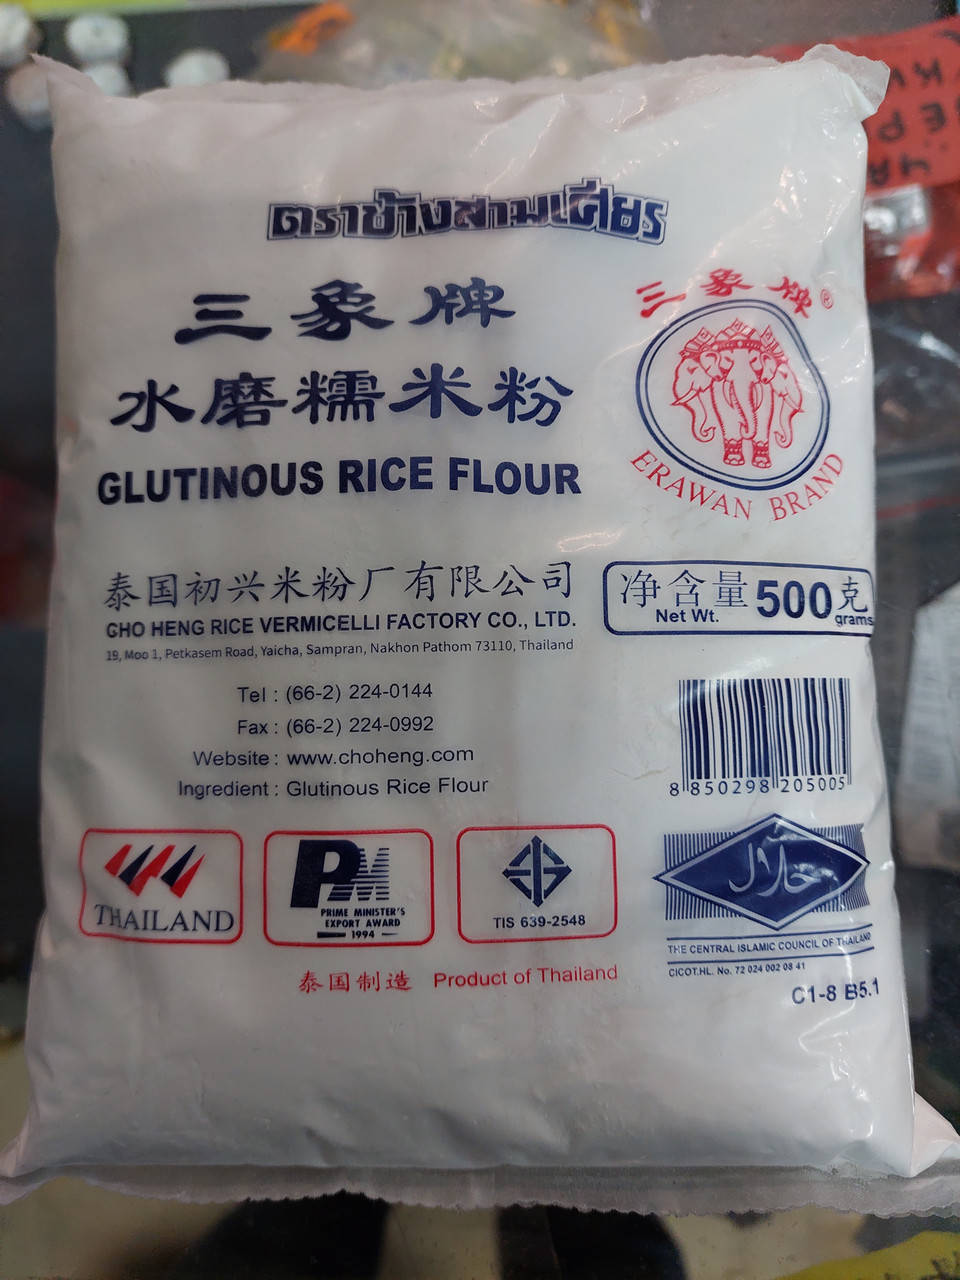 ตราช้างสามเศียร
三象牌
水磨糯米粉
GLUTINOUS RICE FLOUR
三象牌®
ERAWAN BRAND
泰国初兴米粉厂有限公司
CHO HENG RICE VERMICELLI FACTORY CO., LTD.
19, Moo 1, Petkasem Road, Yaicha, Sampran, Nakhon Pathom 73110, Thailand
净含量 500克
Net Wt. grams
Tel : (66-2) 224-0144
Fax : (66-2) 224-0992
Website : www.choheng.com
Ingredient : Glutinous Rice Flour
8 850298 205005
THAILAND
PM
PRIME MINISTER'S
EXPORT AWARD
1994
TIS 639-2548
حلال
THE CENTRAL ISLAMIC COUNCIL OF THAILAND
CICOT.HL. No. 72 024 002 08 41
泰国制造 Product of Thailand
C1-8 B5.1